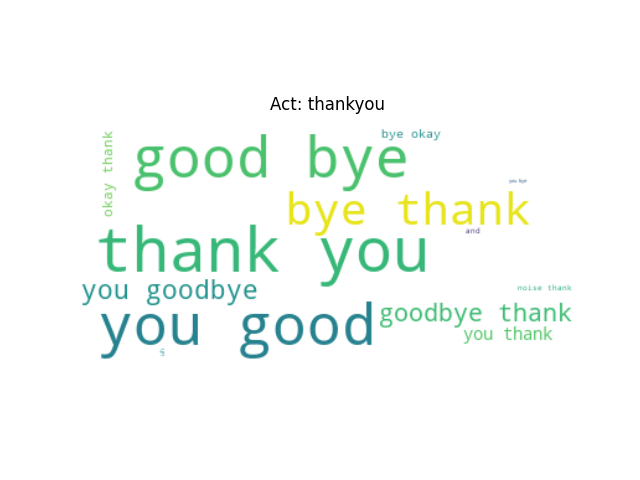 Act: thankyou
okay thank
good bye
bye okay
you bye
bye thank
and
thank you
you goodbye
noise thank
you good
goodbye thank
you thank